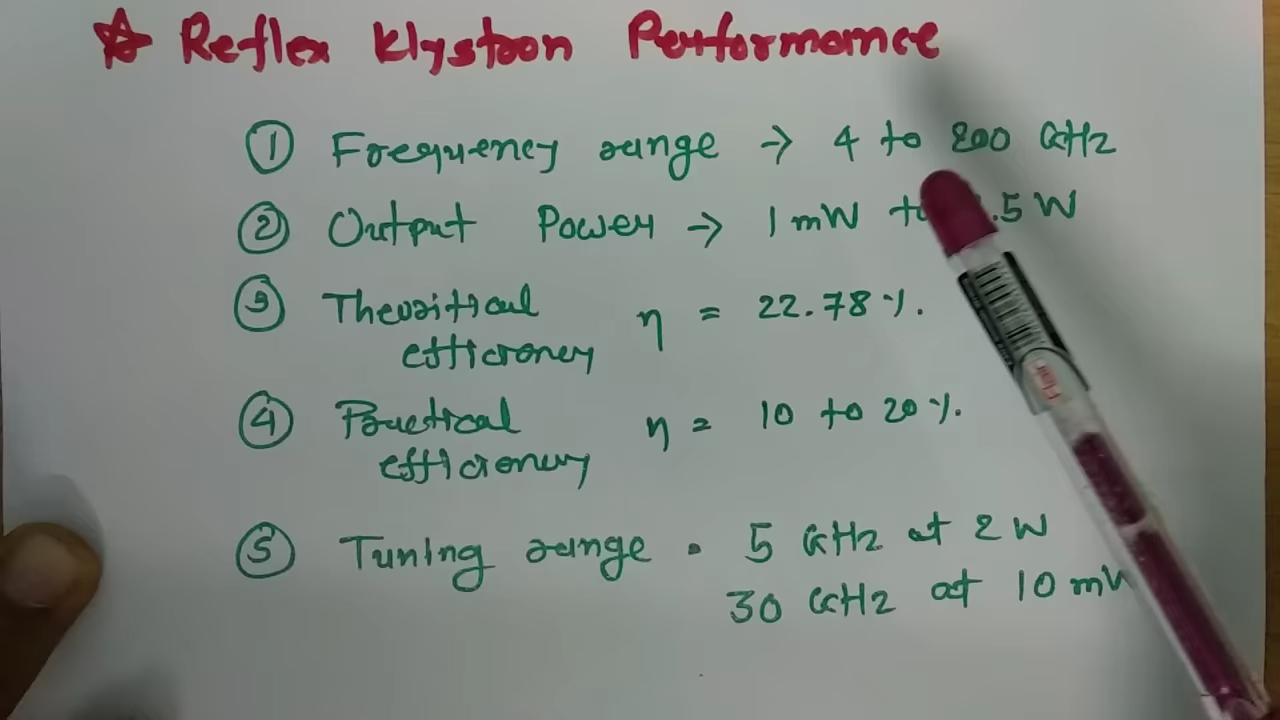 ☆ Reflex Klystron Performance
① Frequency range → 4 to 200 GHz
② Output Power → 1 mW to .5 W
③ Theoritical η = 22.78 %.
efficiency
④ Practical η = 10 to 20 %.
efficiency
⑤ Tuning range . 5 GHz at 2 W
30 GHz at 10 mW